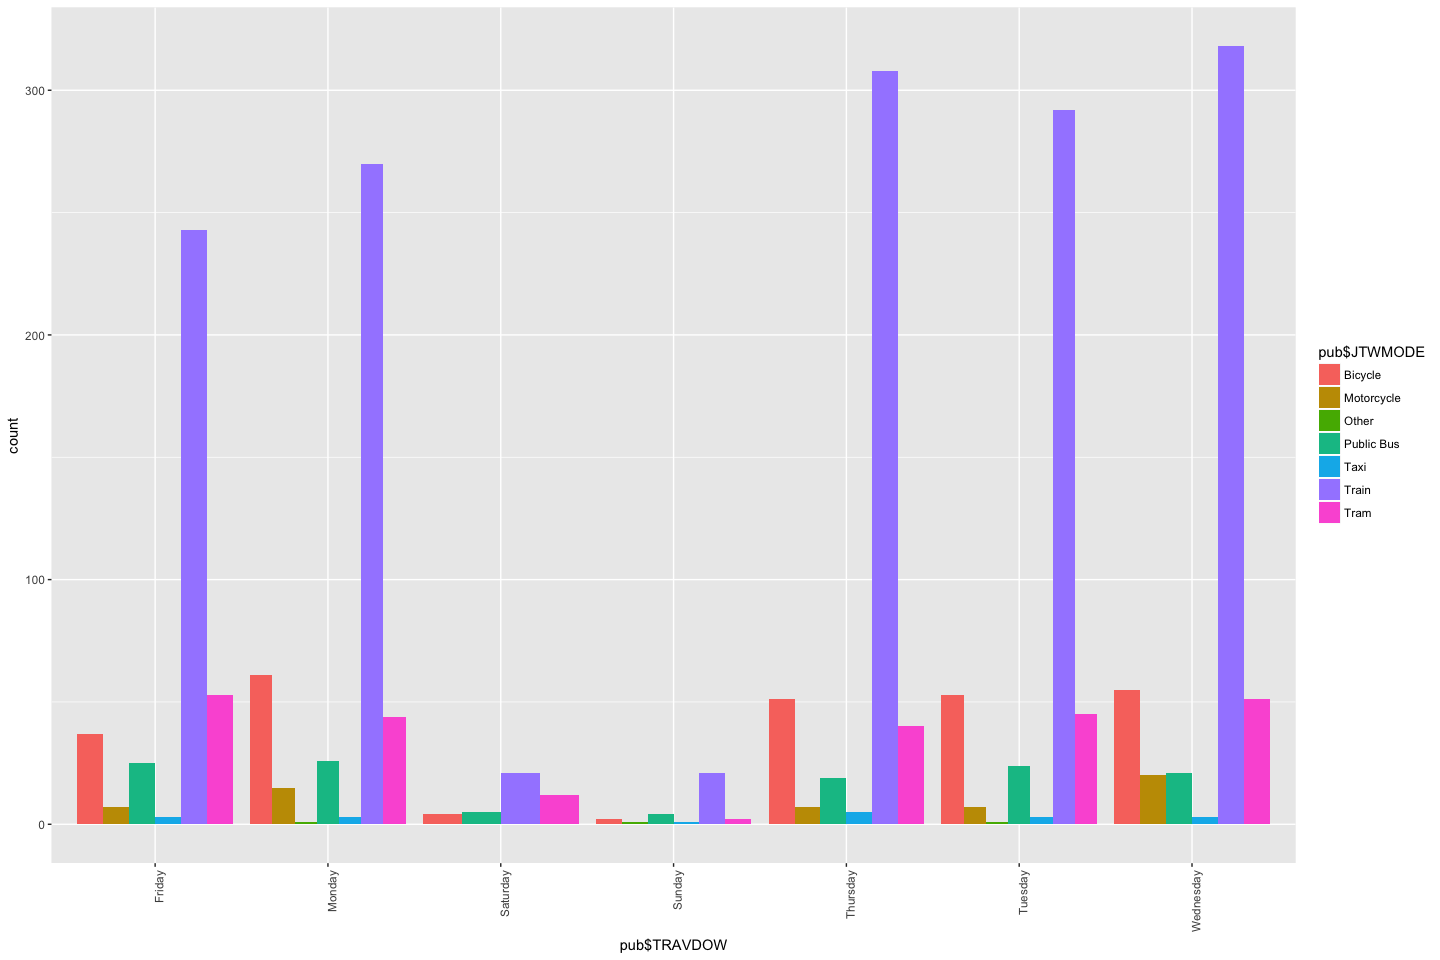 300
200
100
0
count
Friday
Monday
Saturday
Sunday
Thursday
Tuesday
Wednesday
pub$TRAVDOW
pub$JTWMODE
Bicycle
Motorcycle
Other
Public Bus
Taxi
Train
Tram